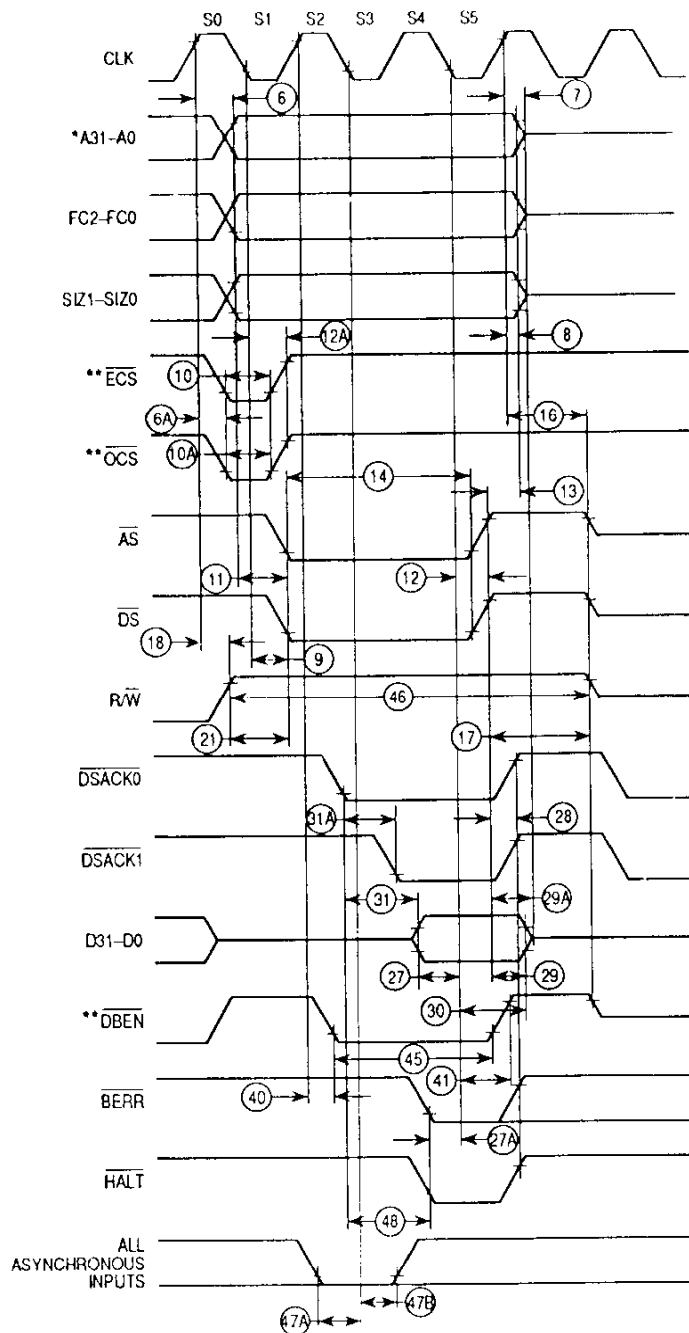 S0 S1 S2 S3 S4 S5
CLK
6 7
*A31–A0
FC2–FC0
SIZ1–SIZ0
12A 8
**ECS 10
6A 16
**OCS 10A
14 13
AS
11 12
DS
18 9
R/W 46
21 17
DSACK0
31A 28
DSACK1
31 29A
D31–D0
27 29
30
**DBEN
45
41
BERR 40
27A
HALT
48
ALL
ASYNCHRONOUS
INPUTS
47A 47B